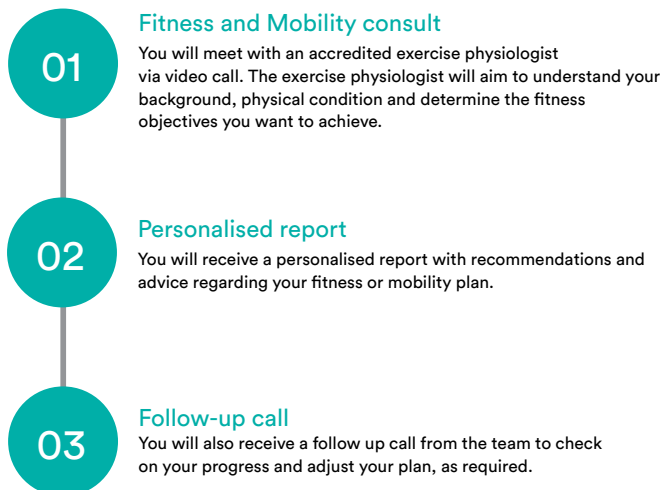 01
Fitness and Mobility consult
You will meet with an accredited exercise physiologist
via video call. The exercise physiologist will aim to understand your
background, physical condition and determine the fitness
objectives you want to achieve.
02
Personalised report
You will receive a personalised report with recommendations and
advice regarding your fitness or mobility plan.
03
Follow-up call
You will also receive a follow up call from the team to check
on your progress and adjust your plan, as required.